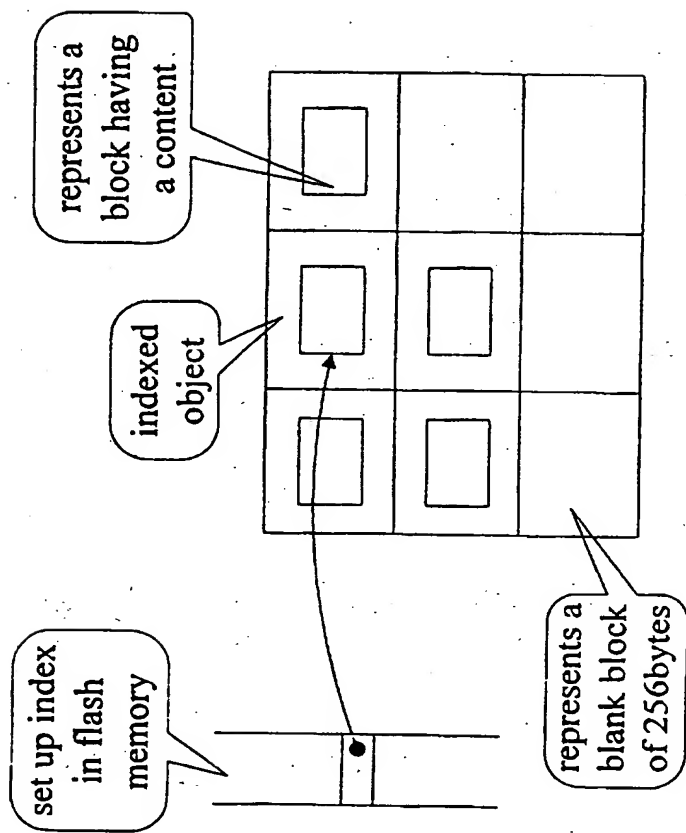 set up index
in flash
memory
indexed
object
represents a
block having
a content
represents a
blank block
of 256bytes